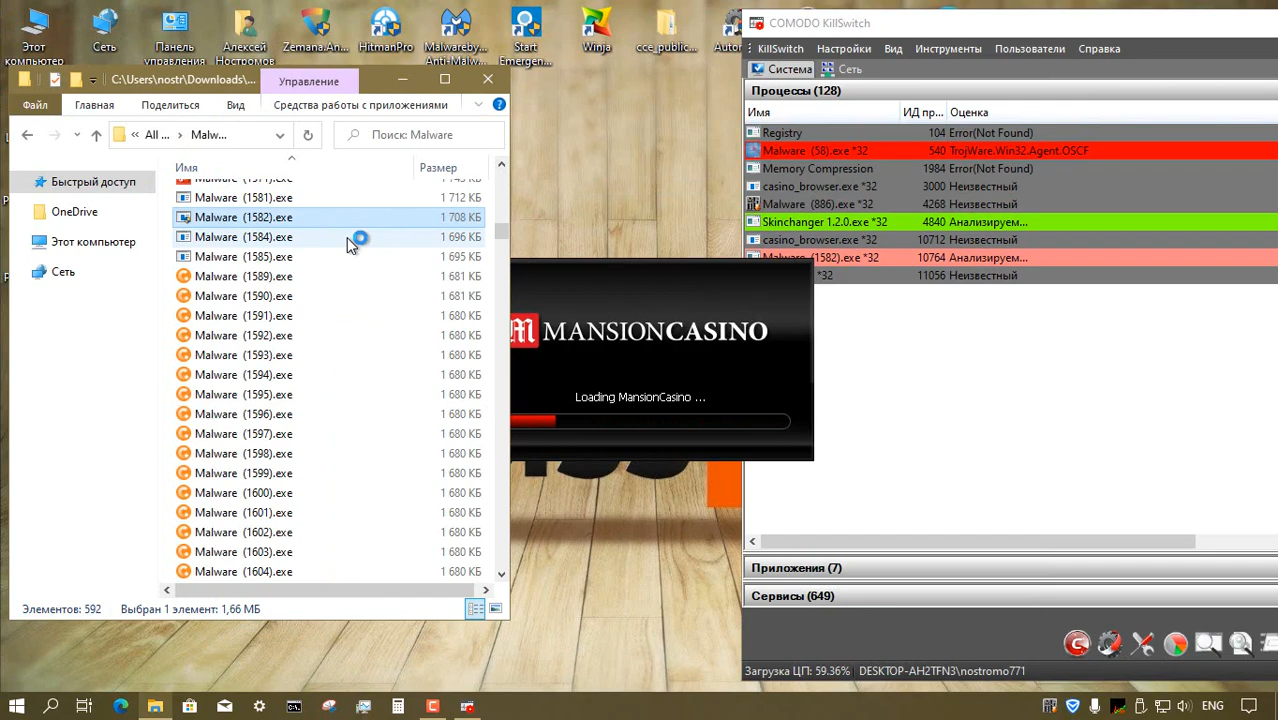 Этот компьютер
Сеть
Панель управления
Алексей Ностромов
Zemana.An...
HitmanPro
Malwareby... Anti-Malw...
Start Emergen...
Winja
cce_public...
C:\Users\nostr\Downloads\...
Управление
Файл
Главная
Поделиться
Вид
Средства работы с приложениями
All ...
Malw...
Поиск: Malware
Имя
Размер
Быстрый доступ
OneDrive
Этот компьютер
Сеть
Malware (1581).exe 1 712 КБ
Malware (1582).exe 1 708 КБ
Malware (1584).exe 1 696 КБ
Malware (1585).exe 1 695 КБ
Malware (1589).exe 1 681 КБ
Malware (1590).exe 1 681 КБ
Malware (1591).exe 1 680 КБ
Malware (1592).exe 1 680 КБ
Malware (1593).exe 1 680 КБ
Malware (1594).exe 1 680 КБ
Malware (1595).exe 1 680 КБ
Malware (1596).exe 1 680 КБ
Malware (1597).exe 1 680 КБ
Malware (1598).exe 1 680 КБ
Malware (1599).exe 1 680 КБ
Malware (1600).exe 1 680 КБ
Malware (1601).exe 1 680 КБ
Malware (1602).exe 1 680 КБ
Malware (1603).exe 1 680 КБ
Malware (1604).exe 1 680 КБ
Элементов: 592 Выбран 1 элемент: 1,66 МБ
M MANSIONCASINO
Loading MansionCasino ...
COMODO KillSwitch
KillSwitch Настройки Вид Инструменты Пользователи Справка
Система Сеть
Процессы (128)
Имя ИД пр... Оценка
Registry 104 Error(Not Found)
Malware (58).exe *32 540 TrojWare.Win32.Agent.OSCF
Memory Compression 1984 Error(Not Found)
casino_browser.exe *32 3000 Неизвестный
Malware (886).exe *32 4268 Неизвестный
Skinchanger 1.2.0.exe *32 4840 Анализируем...
casino_browser.exe *32 10712 Неизвестный
Malware (1582).exe *32 10764 Анализируем...
*32 11056 Неизвестный
Приложения (7)
Сервисы (649)
Загрузка ЦП: 59.36% DESKTOP-AH2TFN3\nostromo771
ENG